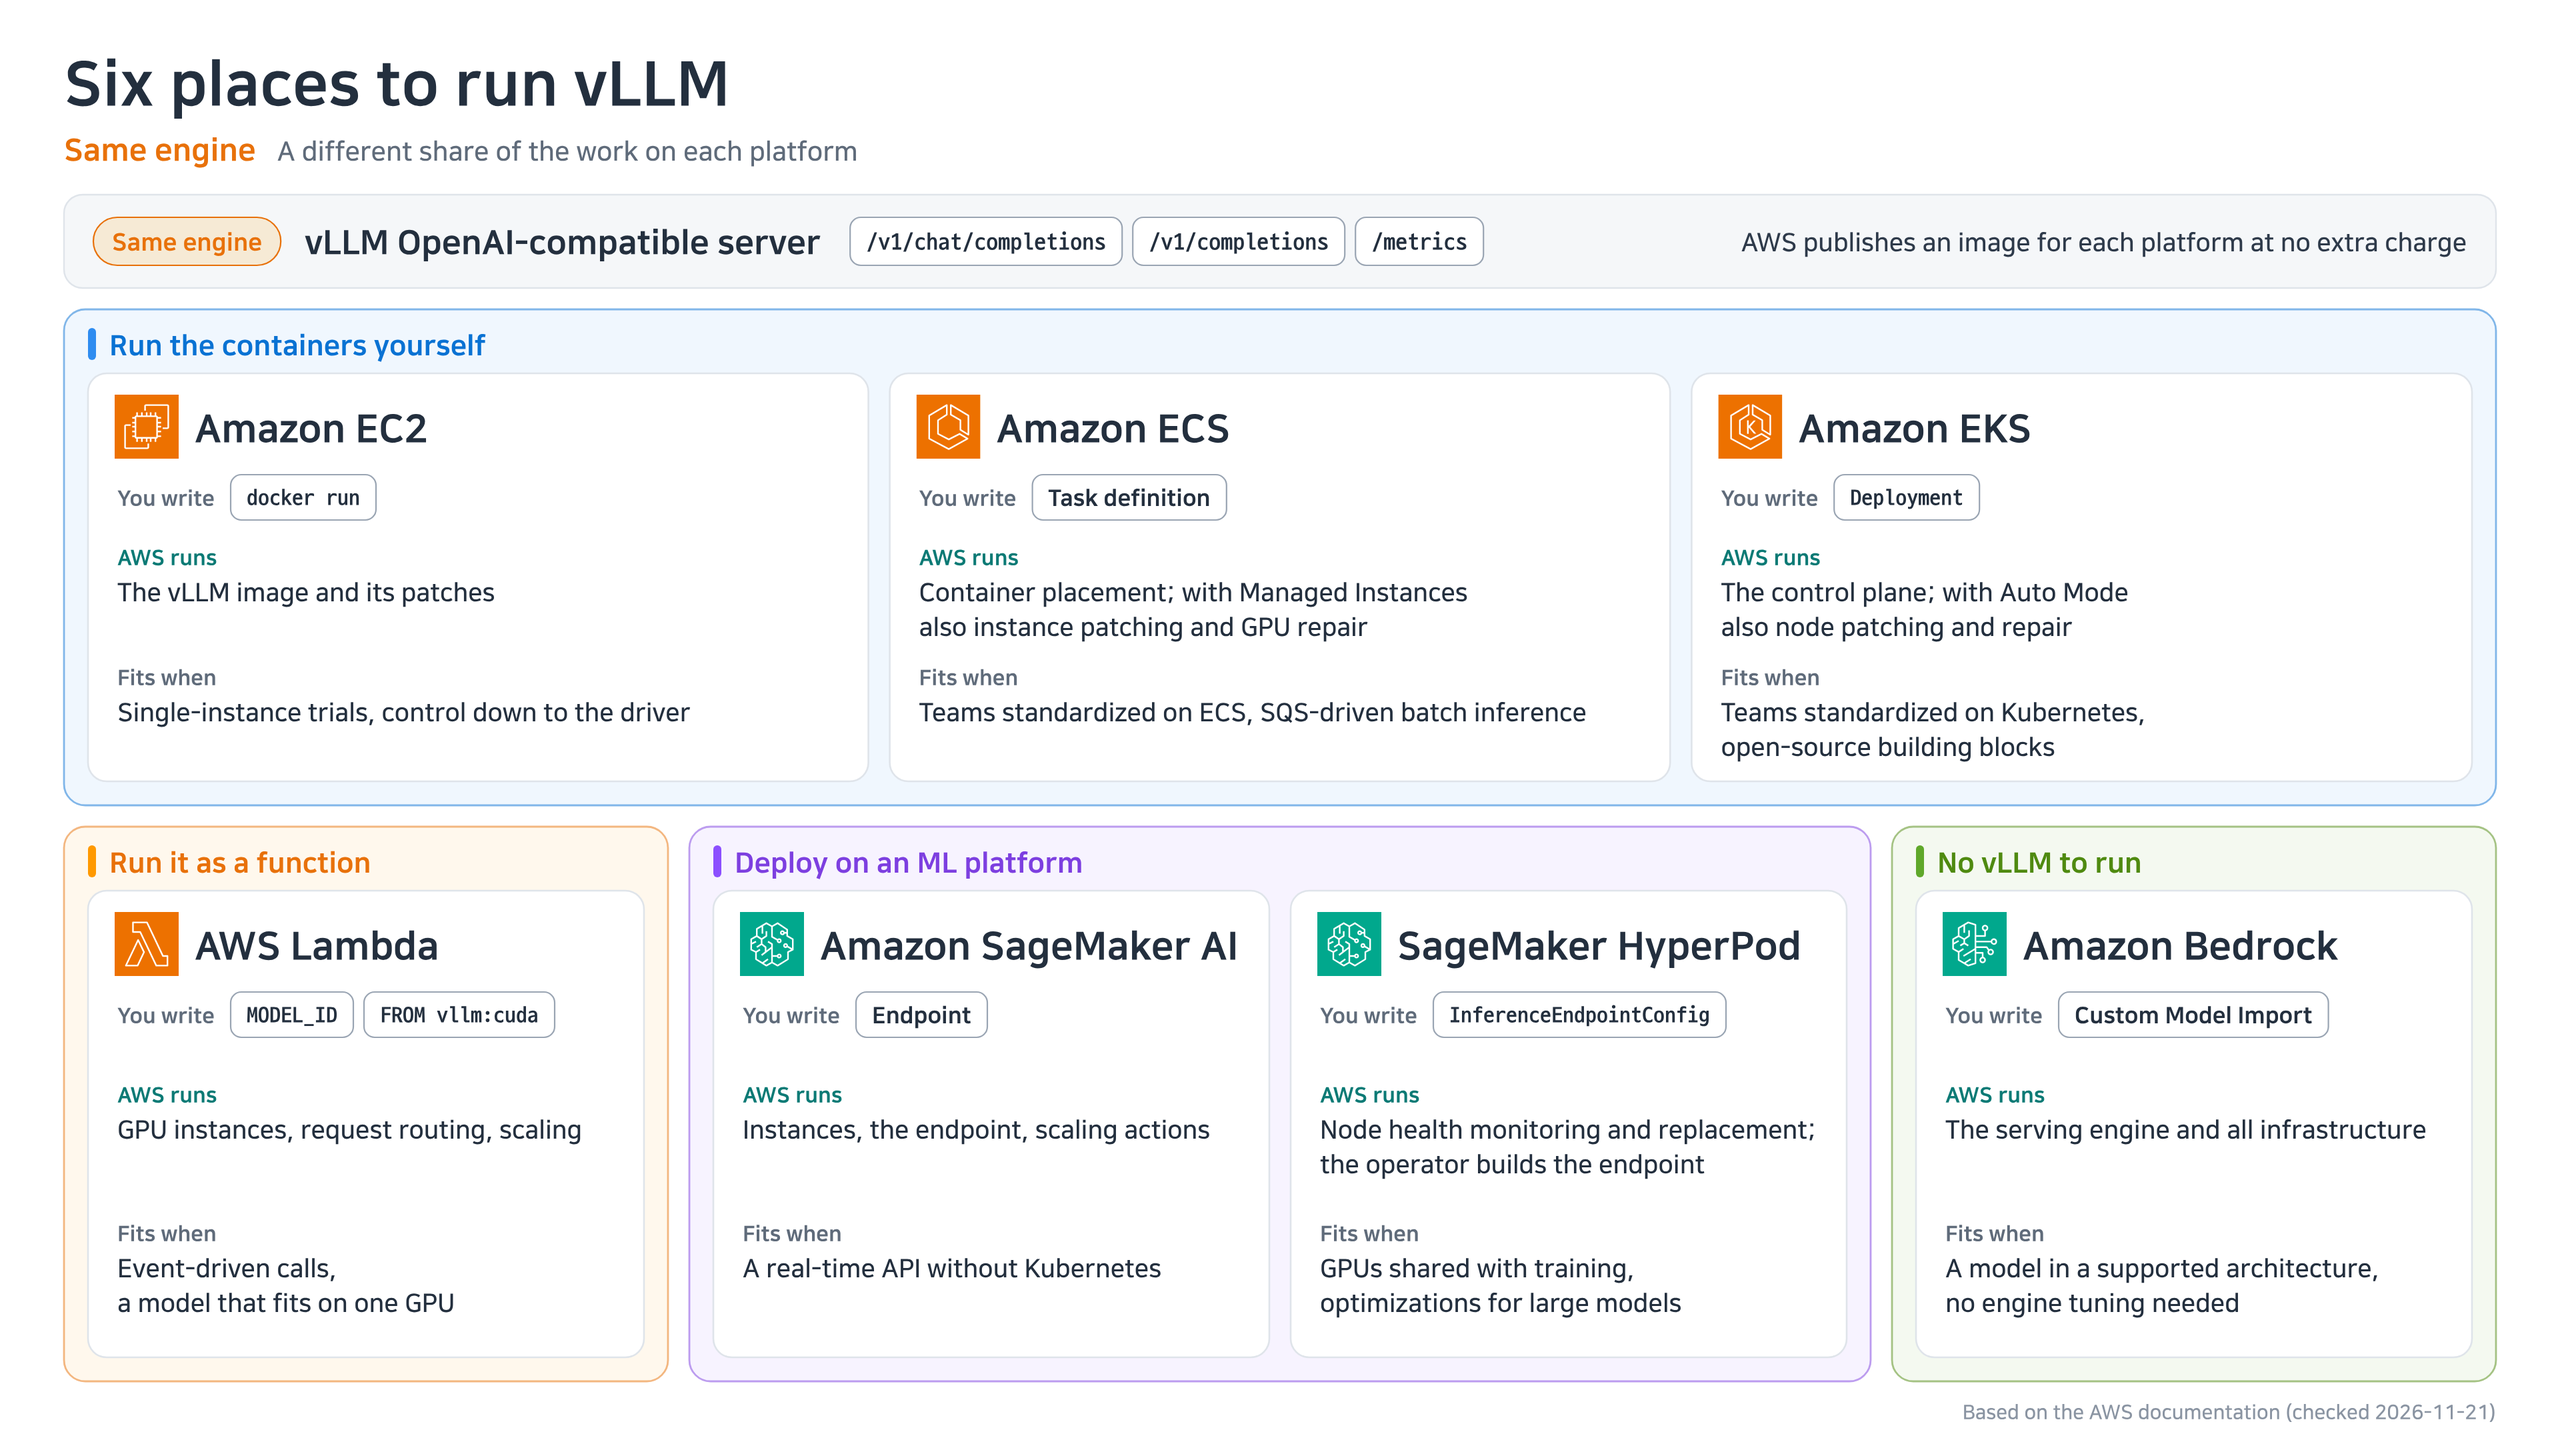 Six places to run vLLM
Same engine A different share of the work on each platform
Same engine vLLM OpenAI-compatible server /v1/chat/completions /v1/completions /metrics AWS publishes an image for each platform at no extra charge
Run the containers yourself
Amazon EC2
You write docker run
AWS runs
The vLLM image and its patches
Fits when
Single-instance trials, control down to the driver
Amazon ECS
You write Task definition
AWS runs
Container placement; with Managed Instances
also instance patching and GPU repair
Fits when
Teams standardized on ECS, SQS-driven batch inference
Amazon EKS
You write Deployment
AWS runs
The control plane; with Auto Mode
also node patching and repair
Fits when
Teams standardized on Kubernetes,
open-source building blocks
Run it as a function
AWS Lambda
You write MODEL_ID FROM vllm:cuda
AWS runs
GPU instances, request routing, scaling
Fits when
Event-driven calls,
a model that fits on one GPU
Deploy on an ML platform
Amazon SageMaker AI
You write Endpoint
AWS runs
Instances, the endpoint, scaling actions
Fits when
A real-time API without Kubernetes
SageMaker HyperPod
You write InferenceEndpointConfig
AWS runs
Node health monitoring and replacement;
the operator builds the endpoint
Fits when
GPUs shared with training,
optimizations for large models
No vLLM to run
Amazon Bedrock
You write Custom Model Import
AWS runs
The serving engine and all infrastructure
Fits when
A model in a supported architecture,
no engine tuning needed
Based on the AWS documentation (checked 2026-11-21)